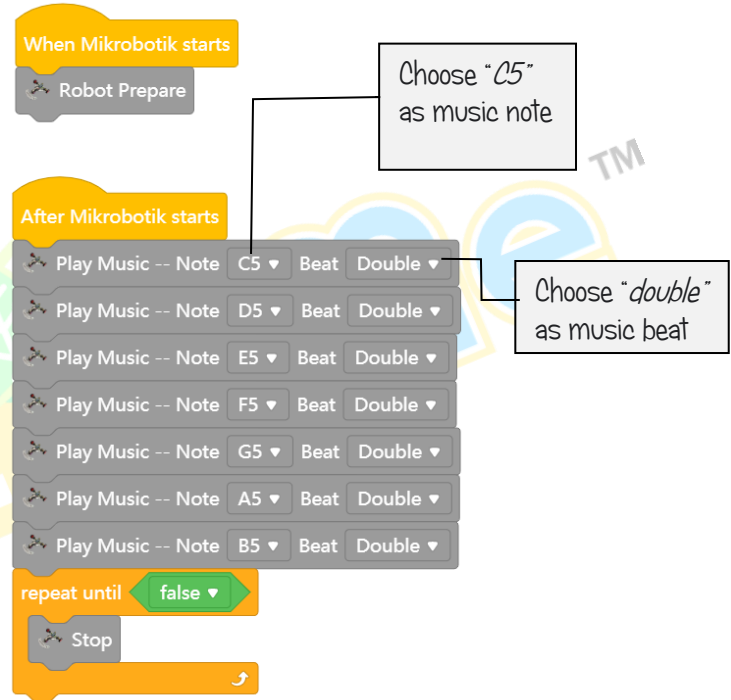 When Mikrobotik starts
Robot Prepare
Choose “C5”
as music note
TM
After Mikrobotik starts
Play Music -- Note C5 Beat Double
Play Music -- Note D5 Beat Double
Play Music -- Note E5 Beat Double
Play Music -- Note F5 Beat Double
Play Music -- Note G5 Beat Double
Play Music -- Note A5 Beat Double
Play Music -- Note B5 Beat Double
Choose “double”
as music beat
repeat until false
Stop